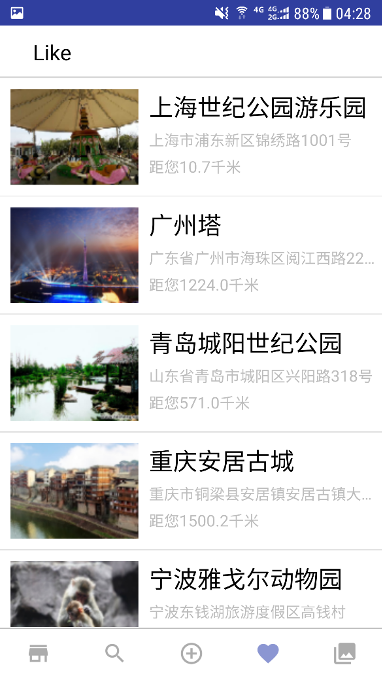 4G 4G 2G 88% 04:28
Like
上海世纪公园游乐园
上海市浦东新区锦绣路1001号
距您10.7千米
广州塔
广东省广州市海珠区阅江西路22...
距您1224.0千米
青岛城阳世纪公园
山东省青岛市城阳区兴阳路318号
距您571.0千米
重庆安居古城
重庆市铜梁县安居镇安居古镇大...
距您1500.2千米
宁波雅戈尔动物园
宁波东钱湖旅游度假区高钱村